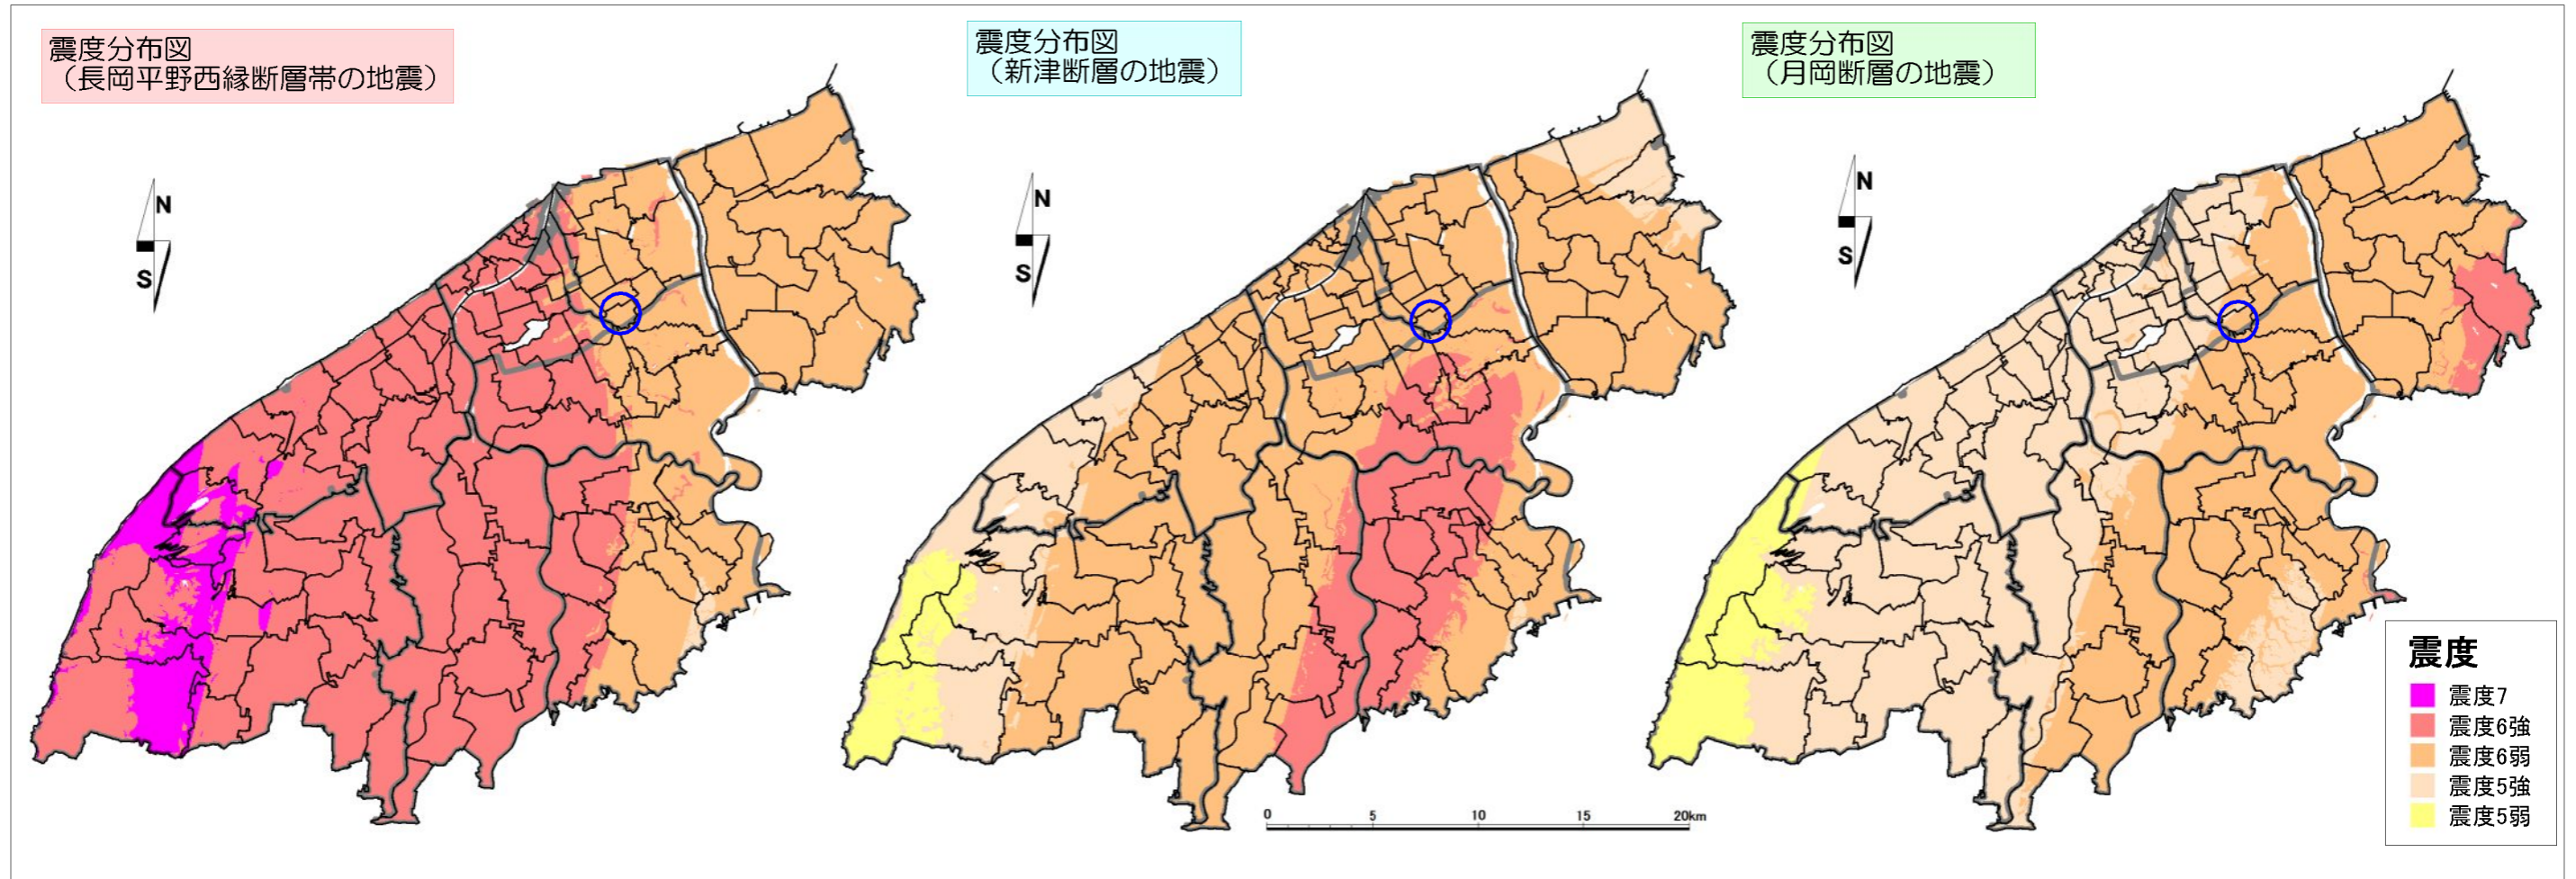 震度分布図
（長岡平野西縁断層帯の地震）
震度分布図
（新津断層の地震）
震度分布図
（月岡断層の地震）
N
S
N
S
N
S
震度
震度7
震度6強
震度6弱
震度5強
震度5弱
0 5 10 15 20km